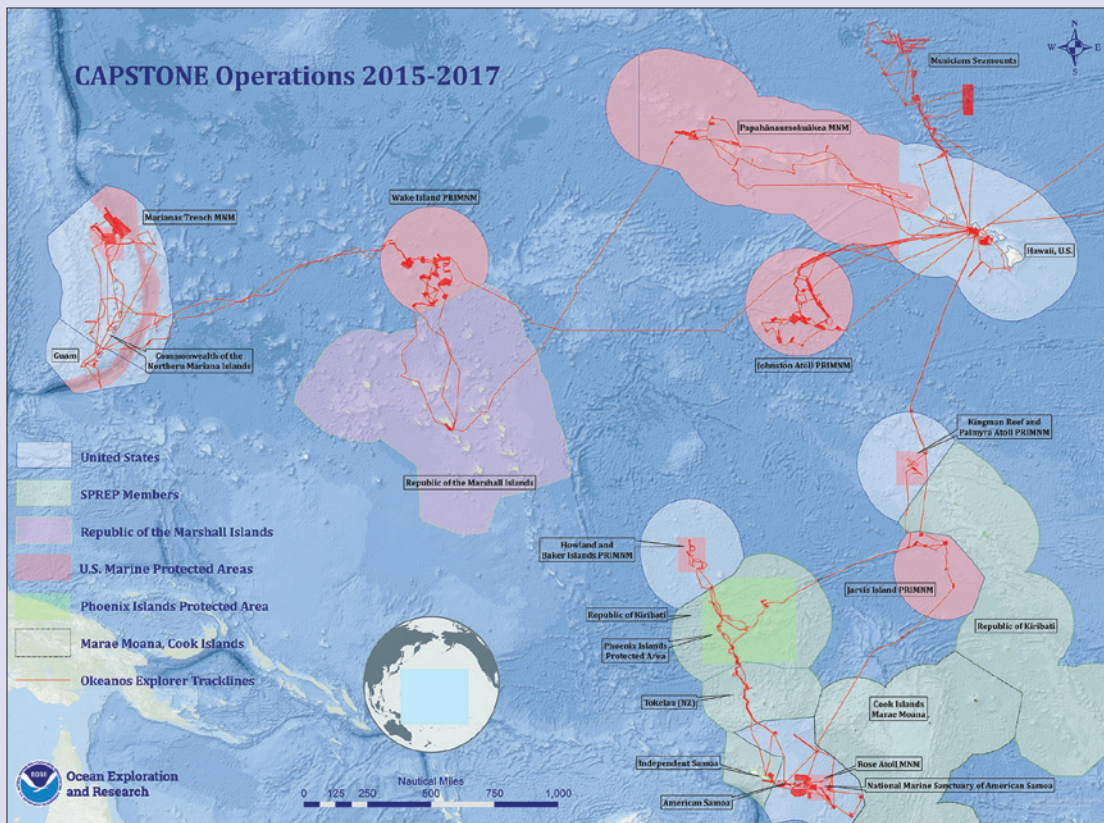 CAPSTONE Operations 2015-2017
N
W E
S
Musicians Seamounts
Papahānaumokuākea MNM
Marianas Trench MNM
Wake Island PRIMNM
Hawaii, U.S.
Guam
Commonwealth of the
Northern Mariana Islands
Johnston Atoll PRIMNM
Kingman Reef and
Palmyra Atoll PRIMNM
Republic of the Marshall Islands
Howland and
Baker Islands PRIMNM
Jarvis Island PRIMNM
Republic of Kiribati
Republic of Kiribati
Phoenix Islands
Protected Area
Tokelau (NZ)
Cook Islands
Marae Moana
Independent Samoa
Rose Atoll MNM
National Marine Sanctuary of American Samoa
American Samoa
United States
SPREP Members
Republic of the Marshall Islands
U.S. Marine Protected Areas
Phoenix Islands Protected Area
Marae Moana, Cook Islands
Okeanos Explorer Tracklines
NOAA
Ocean Exploration
and Research
Nautical Miles
0 125 250 500 750 1,000